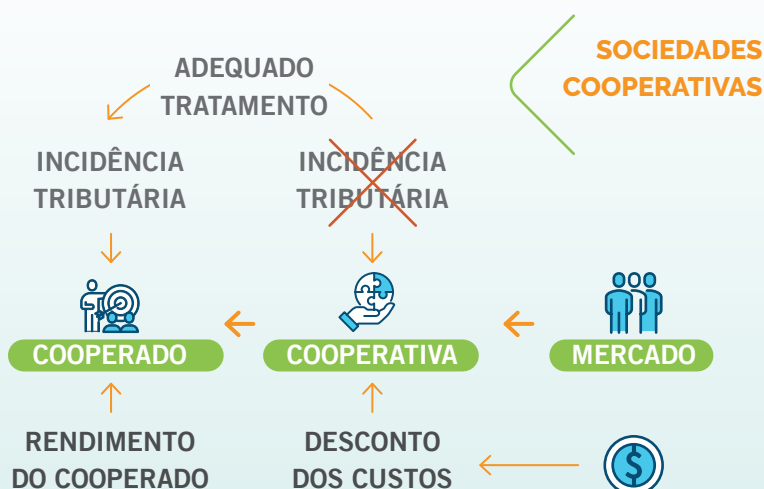 SOCIEDADES
COOPERATIVAS
ADEQUADO
TRATAMENTO
INCIDÊNCIA
TRIBUTÁRIA
INCIDÊNCIA
TRIBUTÁRIA
COOPERADO
COOPERATIVA
MERCADO
RENDIMENTO
DO COOPERADO
DESCONTO
DOS CUSTOS
$